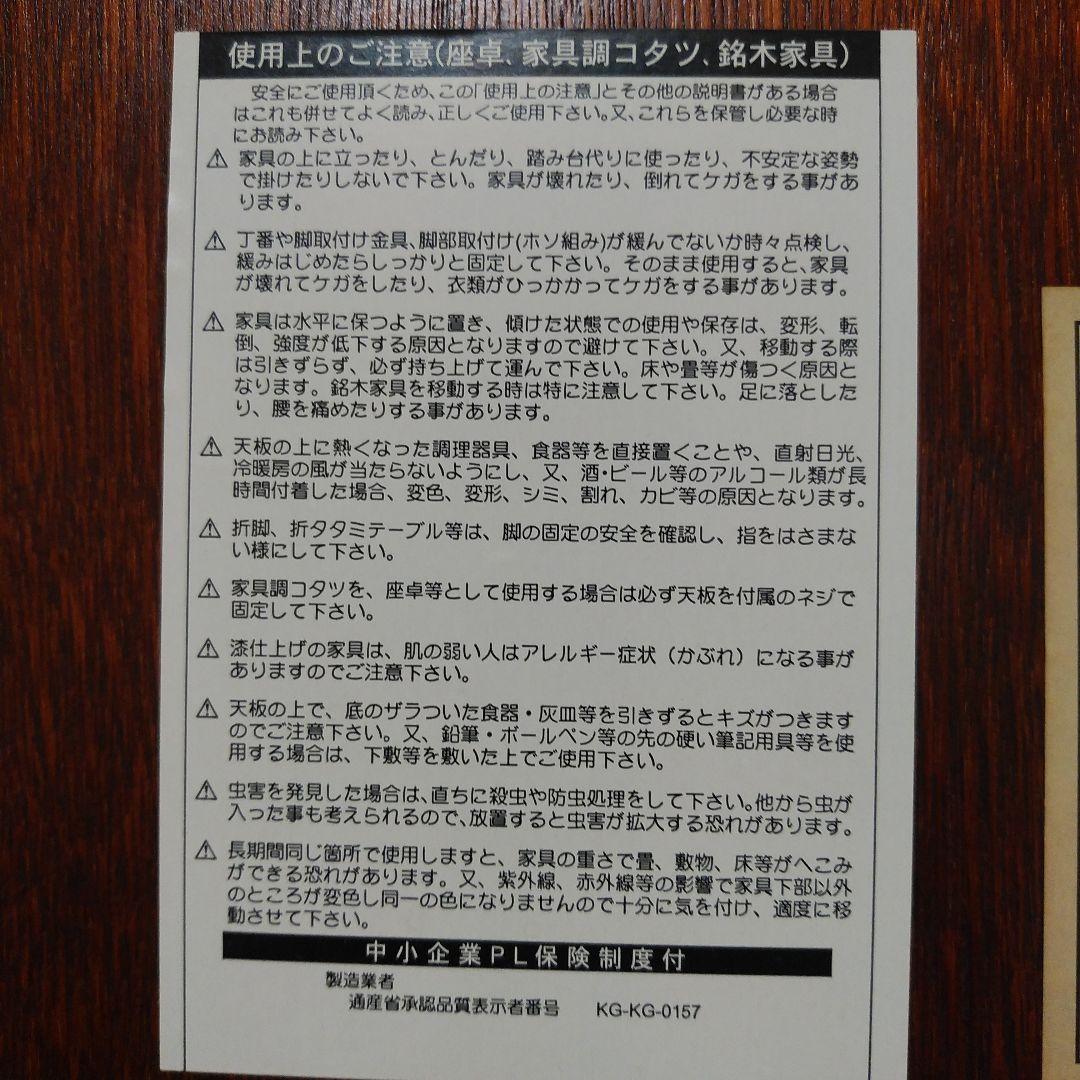 使用上のご注意(座卓、家具調コタツ、銘木家具)
安全にご使用頂くため、この「使用上の注意」とその他の説明書がある場合
はこれも併せてよく読み、正しくご使用下さい。又、これらを保管し必要な時
にお読み下さい。
⚠ 家具の上に立ったり、とんだり、踏み台代りに使ったり、不安定な姿勢
で掛けたりしないで下さい。家具が壊れたり、倒れてケガをする事があ
ります。
⚠ 丁番や脚取付け金具、脚部取付け(ホソ組み)が緩んでないか時々点検し、
緩みはじめたらしっかりと固定して下さい。そのまま使用すると、家具
が壊れてケガをしたり、衣類がひっかかってケガをする事があります。
⚠ 家具は水平に保つように置き、傾けた状態での使用や保存は、変形、転
倒、強度が低下する原因となりますので避けて下さい。又、移動する際
は引きずらず、必ず持ち上げて運んで下さい。床や畳等が傷つく原因と
なります。銘木家具を移動する時は特に注意して下さい。足に落とした
り、腰を痛めたりする事があります。
⚠ 天板の上に熱くなった調理器具、食器等を直接置くことや、直射日光、
冷暖房の風が当たらないようにし、又、酒・ビール等のアルコール類が長
時間付着した場合、変色、変形、シミ、割れ、カビ等の原因となります。
⚠ 折脚、折タタミテーブル等は、脚の固定の安全を確認し、指をはさまな
い様にして下さい。
⚠ 家具調コタツを、座卓等として使用する場合は必ず天板を付属のネジで
固定して下さい。
⚠ 漆仕上げの家具は、肌の弱い人はアレルギー症状（かぶれ）になる事が
ありますのでご注意下さい。
⚠ 天板の上で、底のザラついた食器・灰皿等を引きずるとキズがつきます
のでご注意下さい。又、鉛筆・ボールペン等の先の硬い筆記用具等を使
用する場合は、下敷等を敷いた上でご使用下さい。
⚠ 虫害を発見した場合は、直ちに殺虫や防虫処理をして下さい。他から虫が
入った事も考えられるので、放置すると虫害が拡大する恐れがあります。
⚠ 長期間同じ箇所で使用しますと、家具の重さで畳、敷物、床等がへこみ
ができる恐れがあります。又、紫外線、赤外線等の影響で家具下部以外
のところが変色し同一の色になりませんので十分に気を付け、適度に移
動させて下さい。
中小企業PL保険制度付
製造業者
通産省承認品質表示者番号 KG-KG-0157